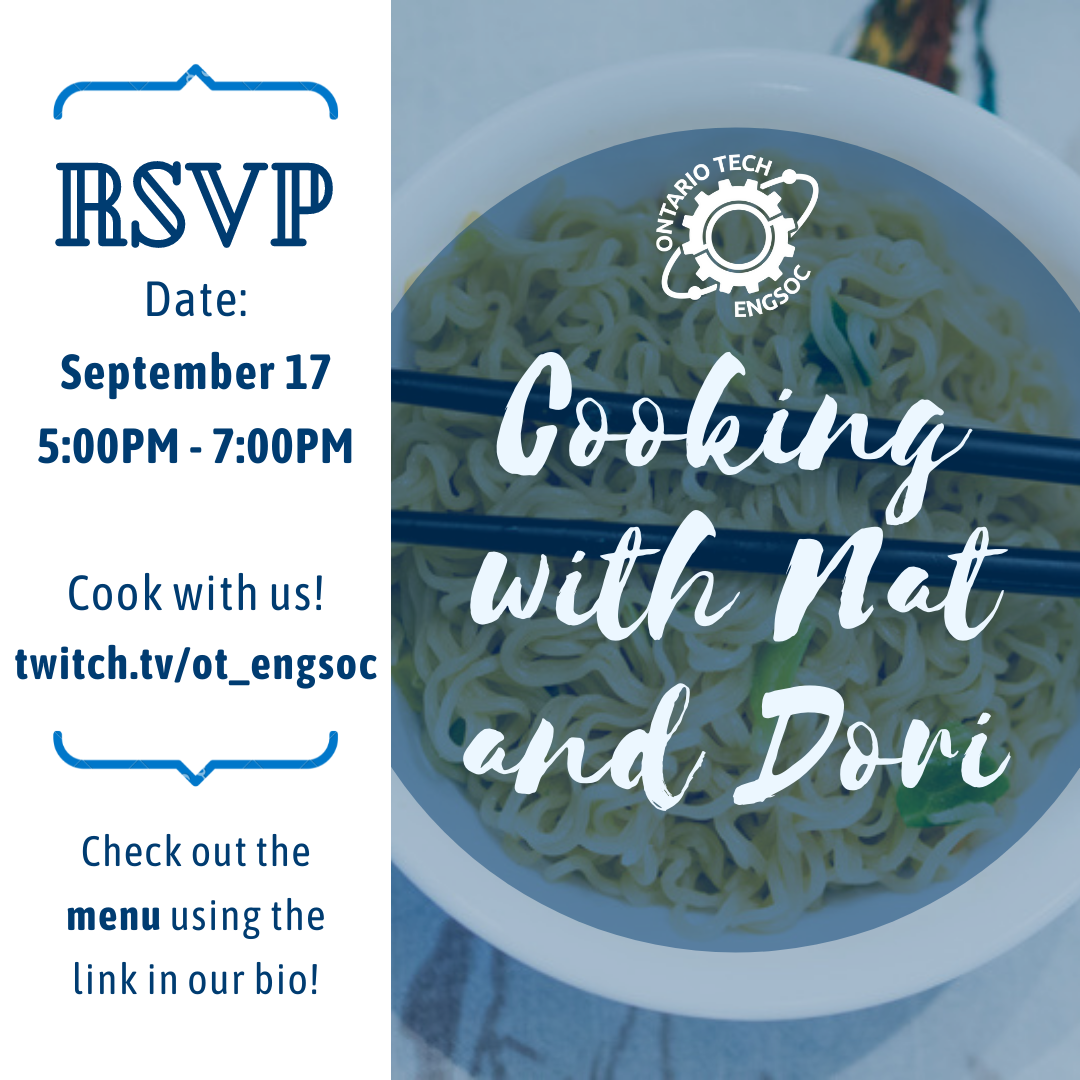 RSVP
Date:
September 17
5:00PM - 7:00PM
Cook with us!
twitch.tv/ot_engsoc
Check out the
menu using the
link in our bio!
ONTARIO TECH
ENGSOC
Cooking
with Nat
and Dori